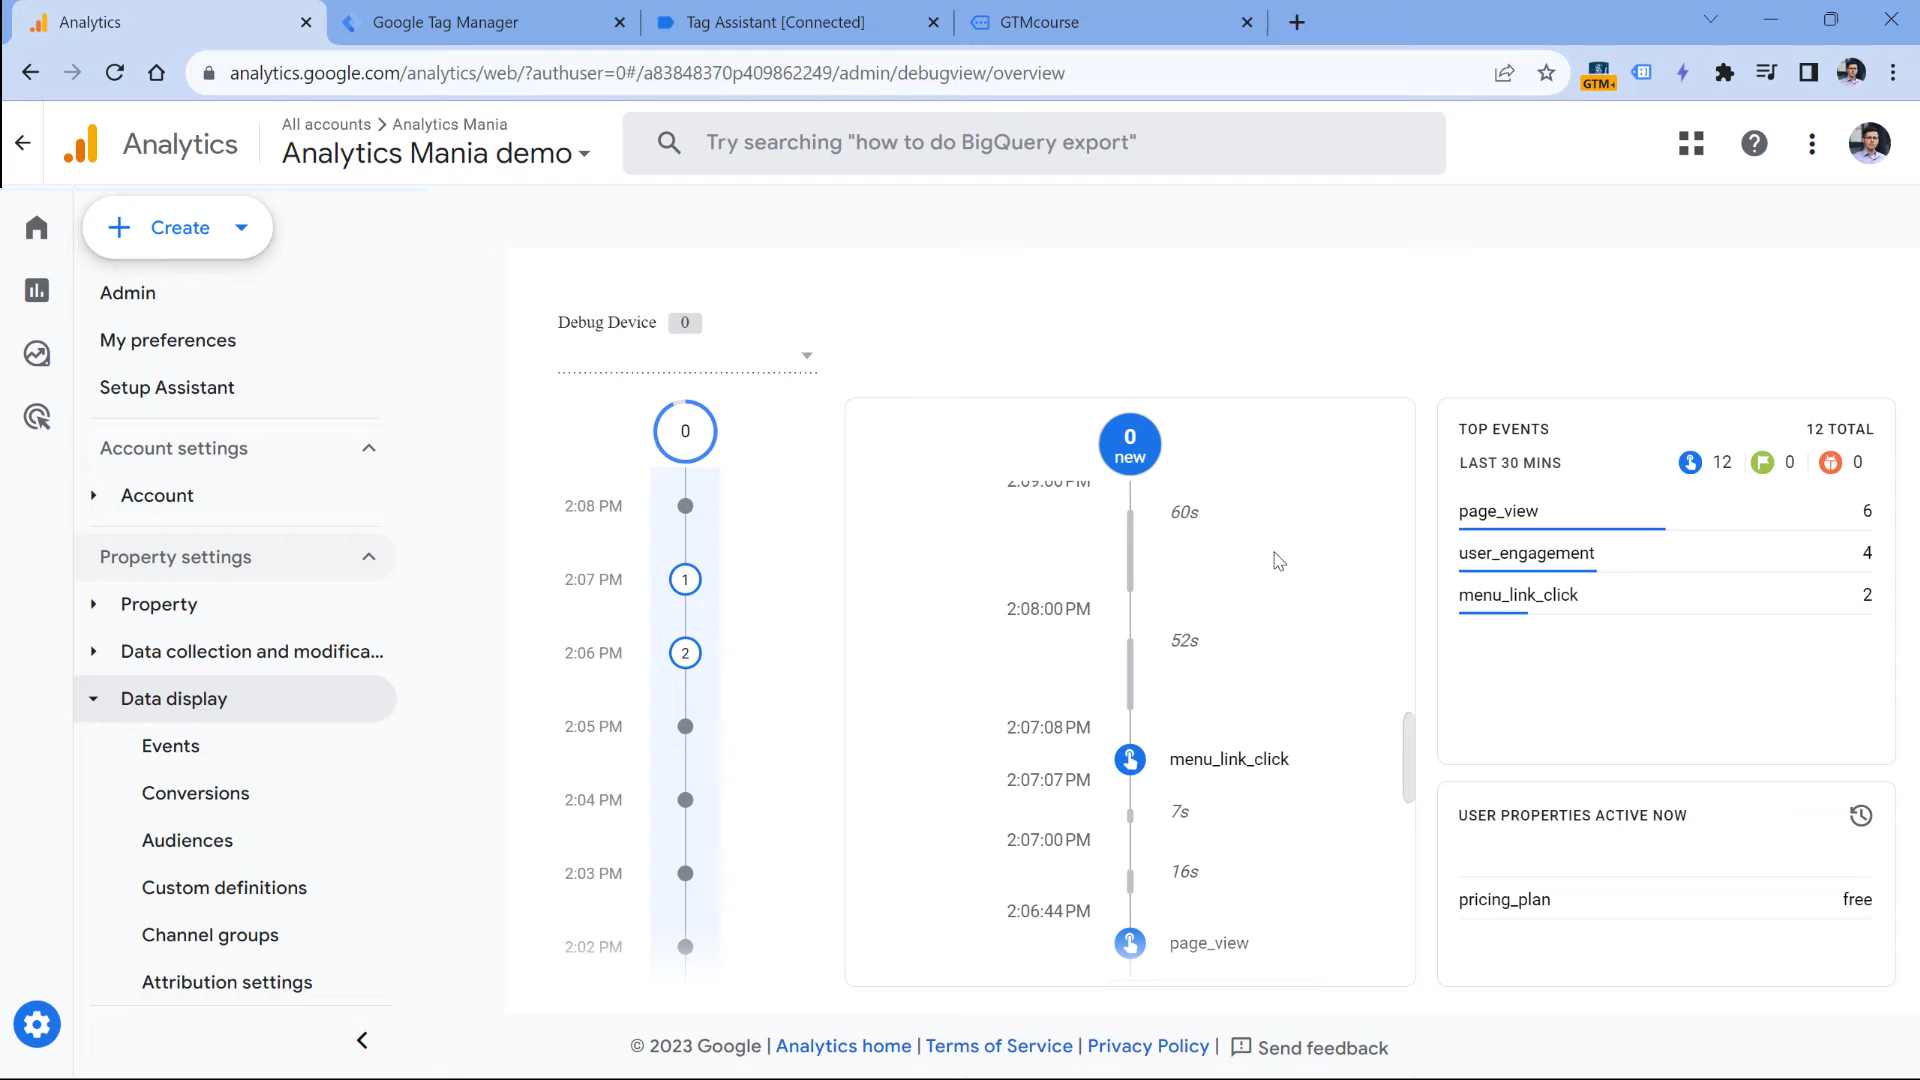 Analytics
Google Tag Manager
Tag Assistant [Connected]
GTMcourse
analytics.google.com/analytics/web/?authuser=0#/a83848370p409862249/admin/debugview/overview
GTM
Analytics
All accounts > Analytics Mania
Analytics Mania demo
Try searching "how to do BigQuery export"
Create
Admin
My preferences
Setup Assistant
Account settings
Account
Property settings
Property
Data collection and modifica...
Data display
Events
Conversions
Audiences
Custom definitions
Channel groups
Attribution settings
Debug Device 0
0
2:08 PM
2:07 PM 1
2:06 PM 2
2:05 PM
2:04 PM
2:03 PM
2:02 PM
0
new
2:09:00 PM
60s
2:08:00 PM
52s
2:07:08 PM
menu_link_click
2:07:07 PM
7s
2:07:00 PM
16s
2:06:44 PM
page_view
TOP EVENTS 12 TOTAL
LAST 30 MINS 12 0 0
page_view 6
user_engagement 4
menu_link_click 2
USER PROPERTIES ACTIVE NOW
pricing_plan free
© 2023 Google | Analytics home | Terms of Service | Privacy Policy | Send feedback